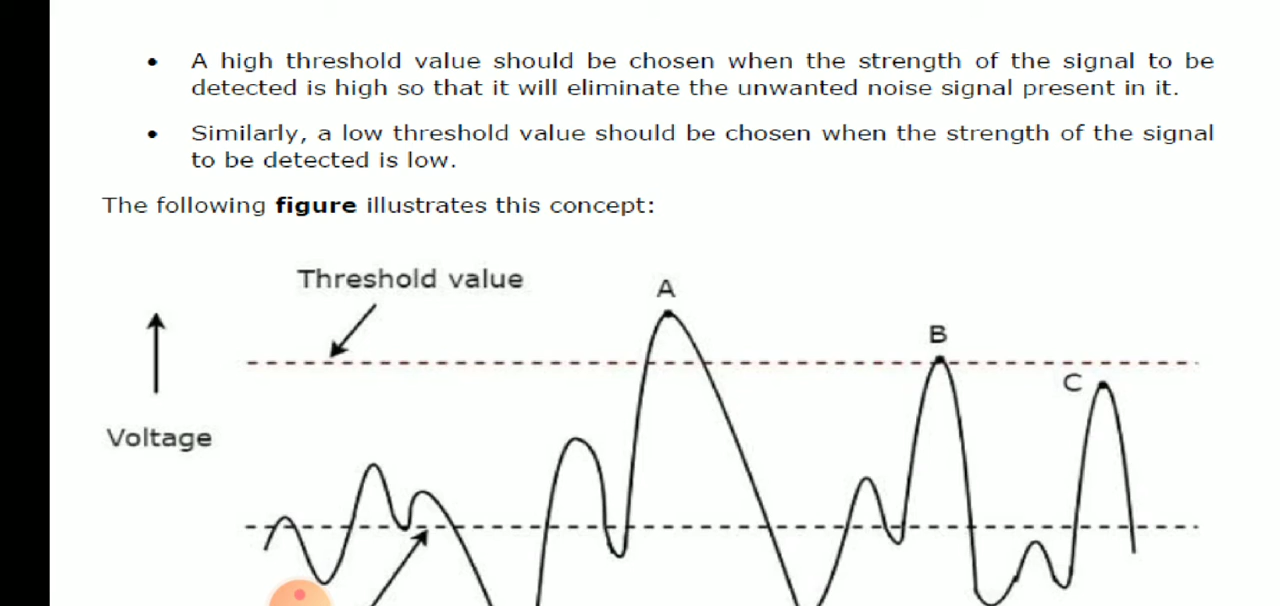 • A high threshold value should be chosen when the strength of the signal to be
detected is high so that it will eliminate the unwanted noise signal present in it.
• Similarly, a low threshold value should be chosen when the strength of the signal
to be detected is low.
The following figure illustrates this concept:
Threshold value
A
B
C
Voltage